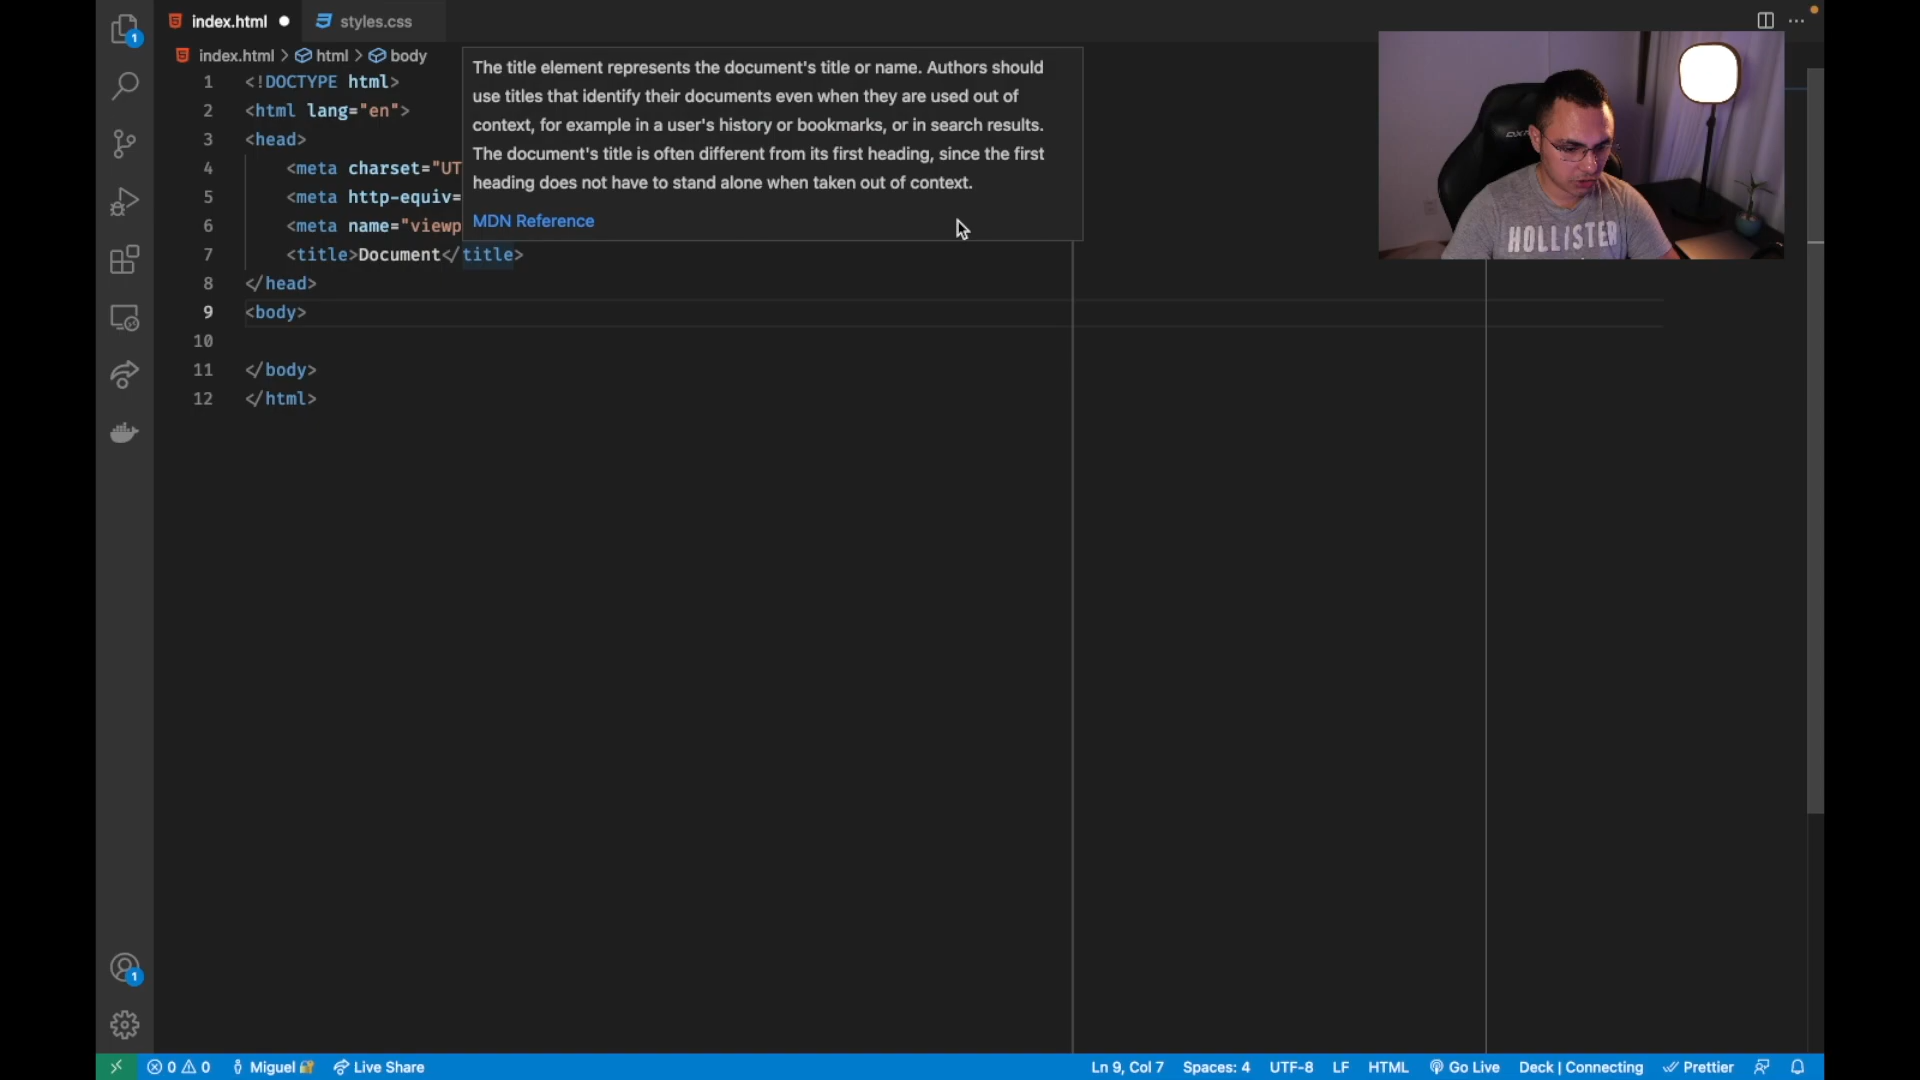 index.html ● styles.css
index.html > html > body
1 <!DOCTYPE html>
2 <html lang="en">
3 <head>
4 <meta charset="UT
5 <meta http-equiv=
6 <meta name="viewp
7 <title>Document</title>
8 </head>
9 <body>
10
11 </body>
12 </html>
The title element represents the document's title or name. Authors should
use titles that identify their documents even when they are used out of
context, for example in a user's history or bookmarks, or in search results.
The document's title is often different from its first heading, since the first
heading does not have to stand alone when taken out of context.
MDN Reference
HOLLISTER
1
1
0 0 Miguel Live Share Ln 9, Col 7 Spaces: 4 UTF-8 LF HTML Go Live Deck | Connecting Prettier